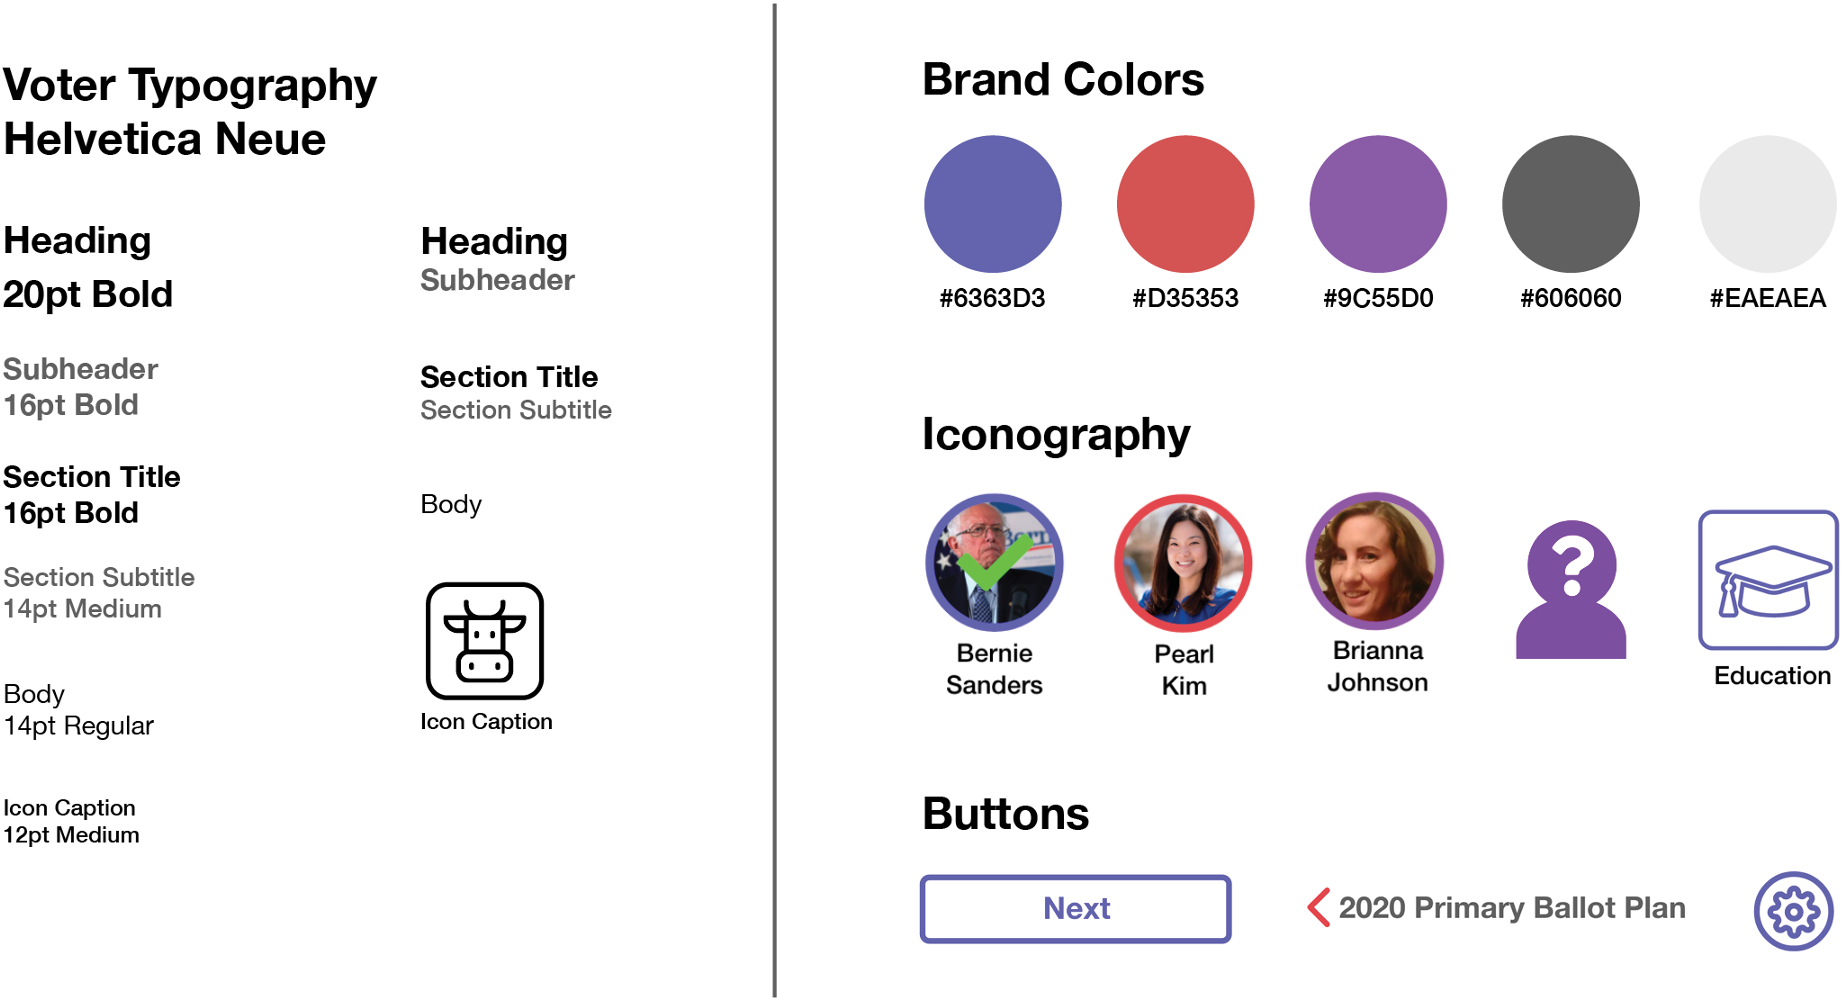 Voter Typography
Helvetica Neue
Heading
20pt Bold
Subheader
16pt Bold
Section Title
16pt Bold
Section Subtitle
14pt Medium
Body
14pt Regular
Icon Caption
12pt Medium
Heading
Subheader
Section Title
Section Subtitle
Body
Icon Caption
Brand Colors
#6363D3
#D35353
#9C55D0
#606060
#EAEAEA
Iconography
Bern
?
Bernie
Sanders
Pearl
Kim
Brianna
Johnson
Education
Buttons
Next
2020 Primary Ballot Plan